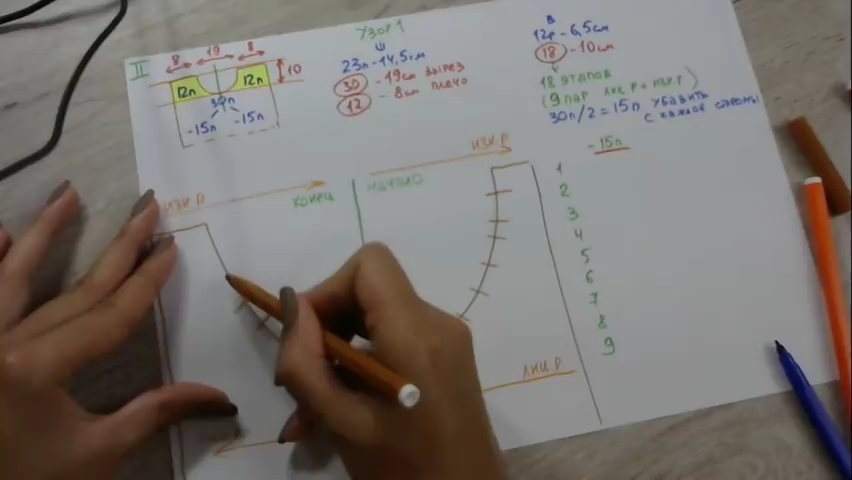 II
8 19 8
12п 12п
10
30п
-15п -15п
УЗОР 1
23п - 14,5см
30 - 19см вырез
12 - 8см плечо
12р - 6,5см
18 - 10см
18 этапов
(9 пар лиц р + изн р)
30п/2 = 15п убавить
с каждой стороны
-15п
1
2
3
4
5
6
7
8
9
изн р
конец
начало
изн р
лиц р